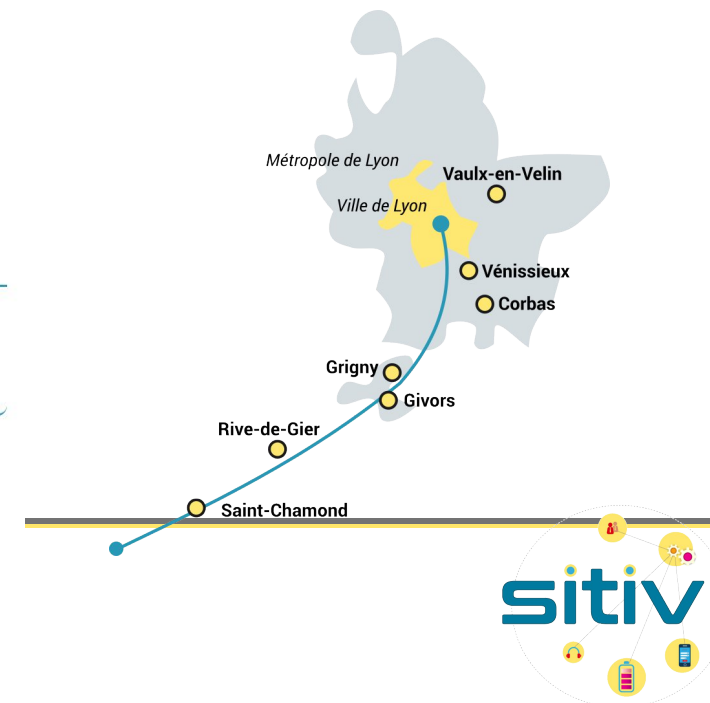 Métropole de Lyon
Vaulx-en-Velin
Ville de Lyon
Vénissieux
Corbas
Grigny
Givors
Rive-de-Gier
Saint-Chamond
sitiv